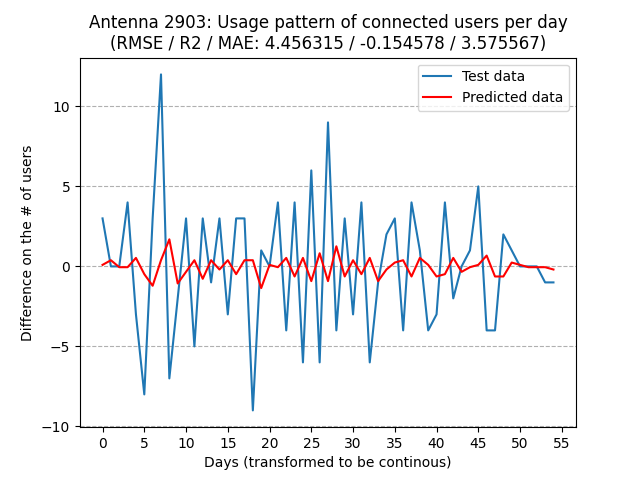 Antenna 2903: Usage pattern of connected users per day
(RMSE / R2 / MAE: 4.456315 / -0.154578 / 3.575567)
Test data
Predicted data
Difference on the # of users
10
5
0
−5
−10
0 5 10 15 20 25 30 35 40 45 50 55
Days (transformed to be continous)